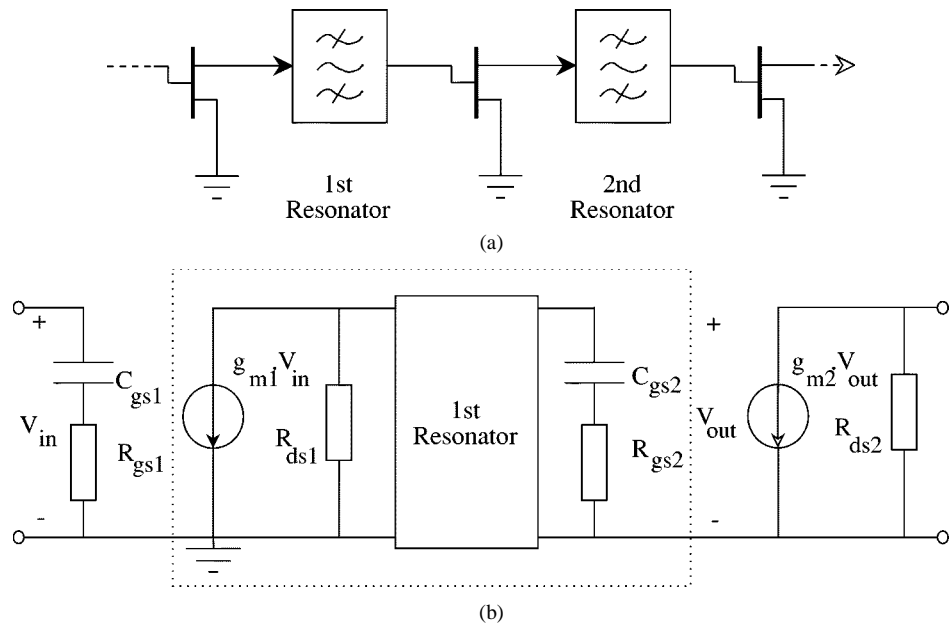 1st
Resonator
2nd
Resonator
(a)
+
C gs1
V in
R gs1
-
g m1.V in
R ds1
1st
Resonator
C gs2
R gs2
+
V out
-
g m2.V out
R ds2
(b)